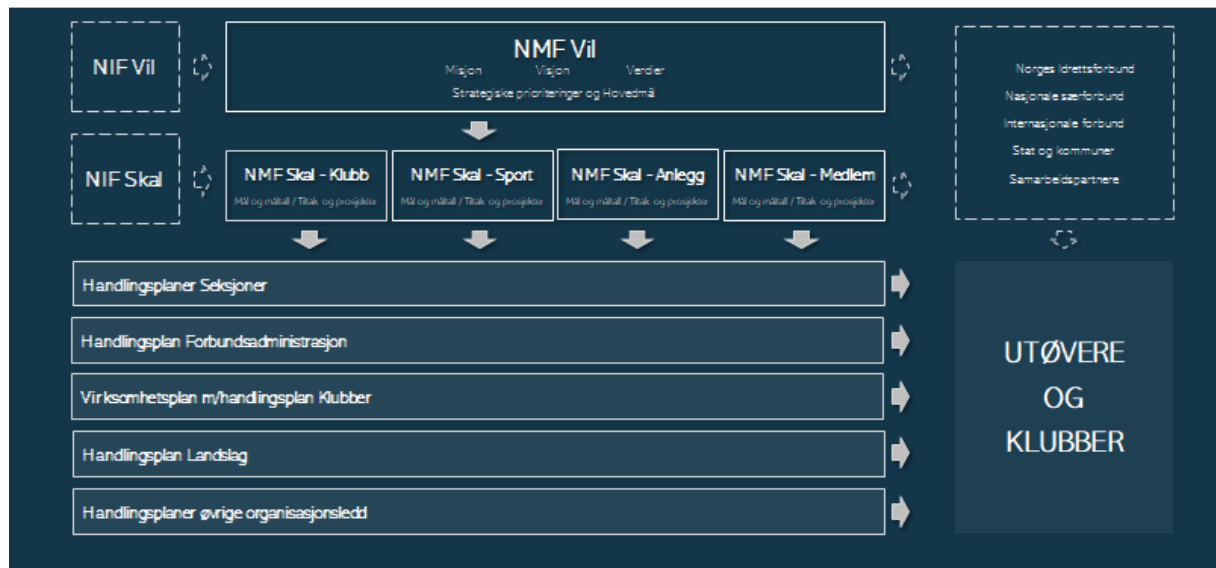 NIF Vil
NMF Vil
Misjon Visjon Verdier
Strategiske prioriteringer og Hovedmål
Norges Idrettsforbund
Nasjonale særforbund
Internasjonale forbund
Stat og kommuner
Samarbeidspartnere
NIF Skal
NMF Skal - Klubb
Mål og måltall / Tiltak og prosjekter
NMF Skal - Sport
Mål og måltall / Tiltak og prosjekter
NMF Skal - Anlegg
Mål og måltall / Tiltak og prosjekter
NMF Skal - Medlem
Mål og måltall / Tiltak og prosjekter
Handlingsplaner Seksjoner
Handlingsplan Forbundsadministrasjon
Virksomhetsplan m/handlingsplan Klubber
Handlingsplan Landslag
Handlingsplaner øvrige organisasjonsledd
UTØVERE
OG
KLUBBER